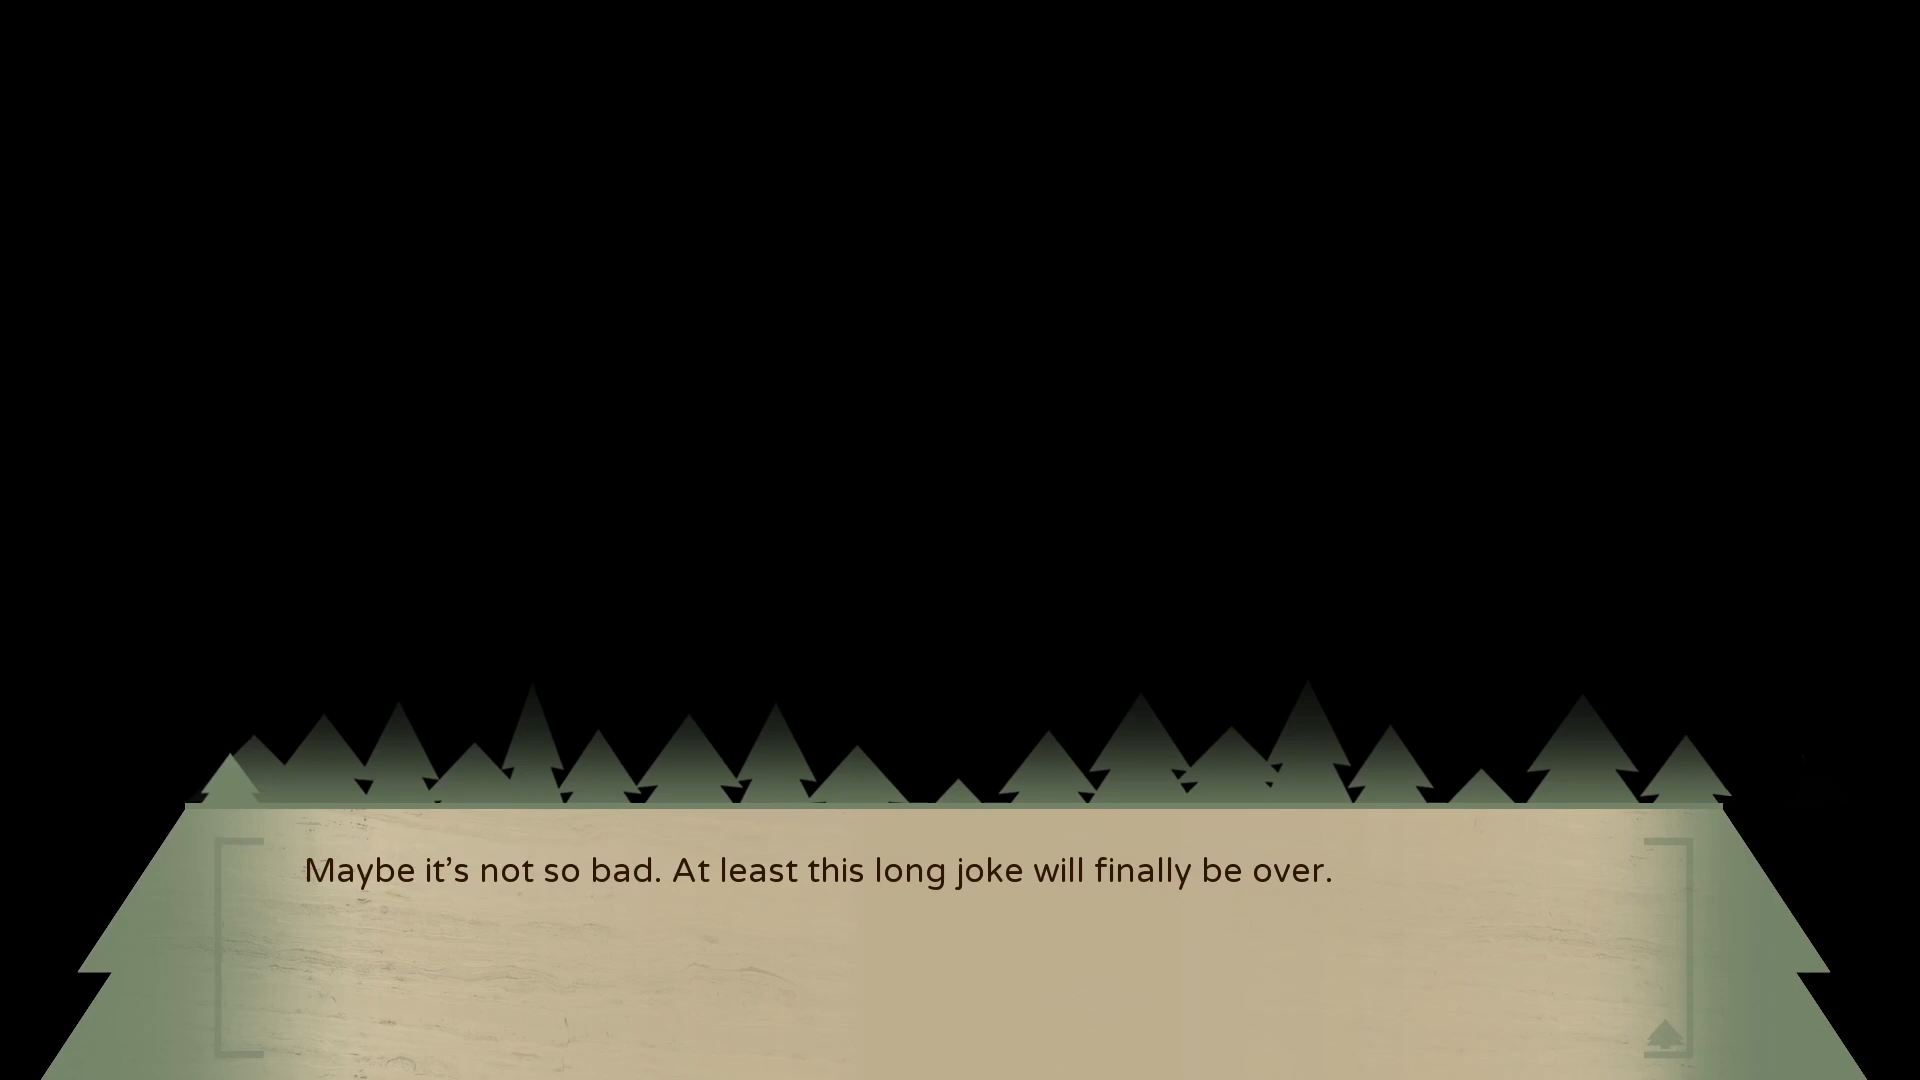 Maybe it’s not so bad. At least this long joke will finally be over.